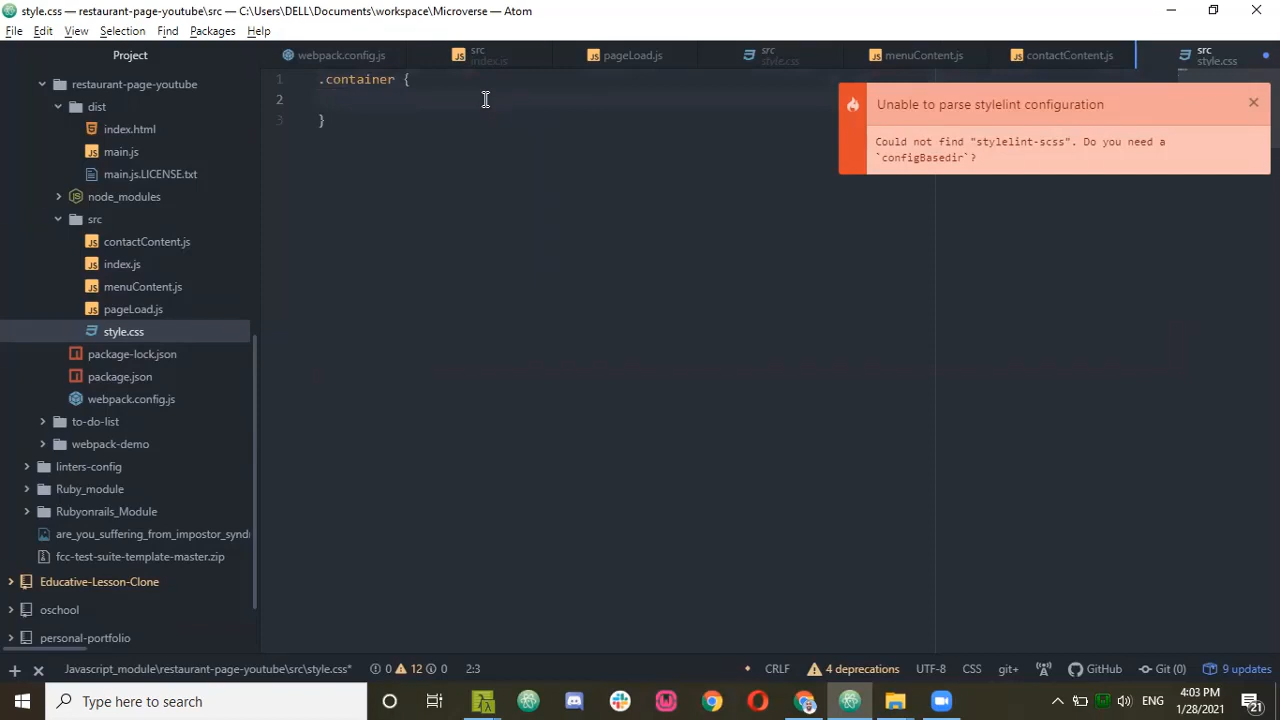 style.css — restaurant-page-youtube\src — C:\Users\DELL\Documents\workspace\Microverse — Atom
File Edit View Selection Find Packages Help
Project
webpack.config.js
src
index.js
pageLoad.js
src
style.css
menuContent.js
contactContent.js
src
style.css
restaurant-page-youtube
dist
index.html
main.js
main.js.LICENSE.txt
node_modules
src
contactContent.js
index.js
menuContent.js
pageLoad.js
style.css
package-lock.json
package.json
webpack.config.js
to-do-list
webpack-demo
linters-config
Ruby_module
Rubyonrails_Module
are_you_suffering_from_impostor_synd
fcc-test-suite-template-master.zip
Educative-Lesson-Clone
oschool
personal-portfolio
1 .container {
2
3 }
Unable to parse stylelint configuration
Could not find "stylelint-scss". Do you need a
`configBasedir`?
Javascript_module\restaurant-page-youtube\src\style.css* 0 12 0 2:3 CRLF 4 deprecations UTF-8 CSS git+ GitHub Git (0) 9 updates
Type here to search
ENG
4:03 PM
1/28/2021
21